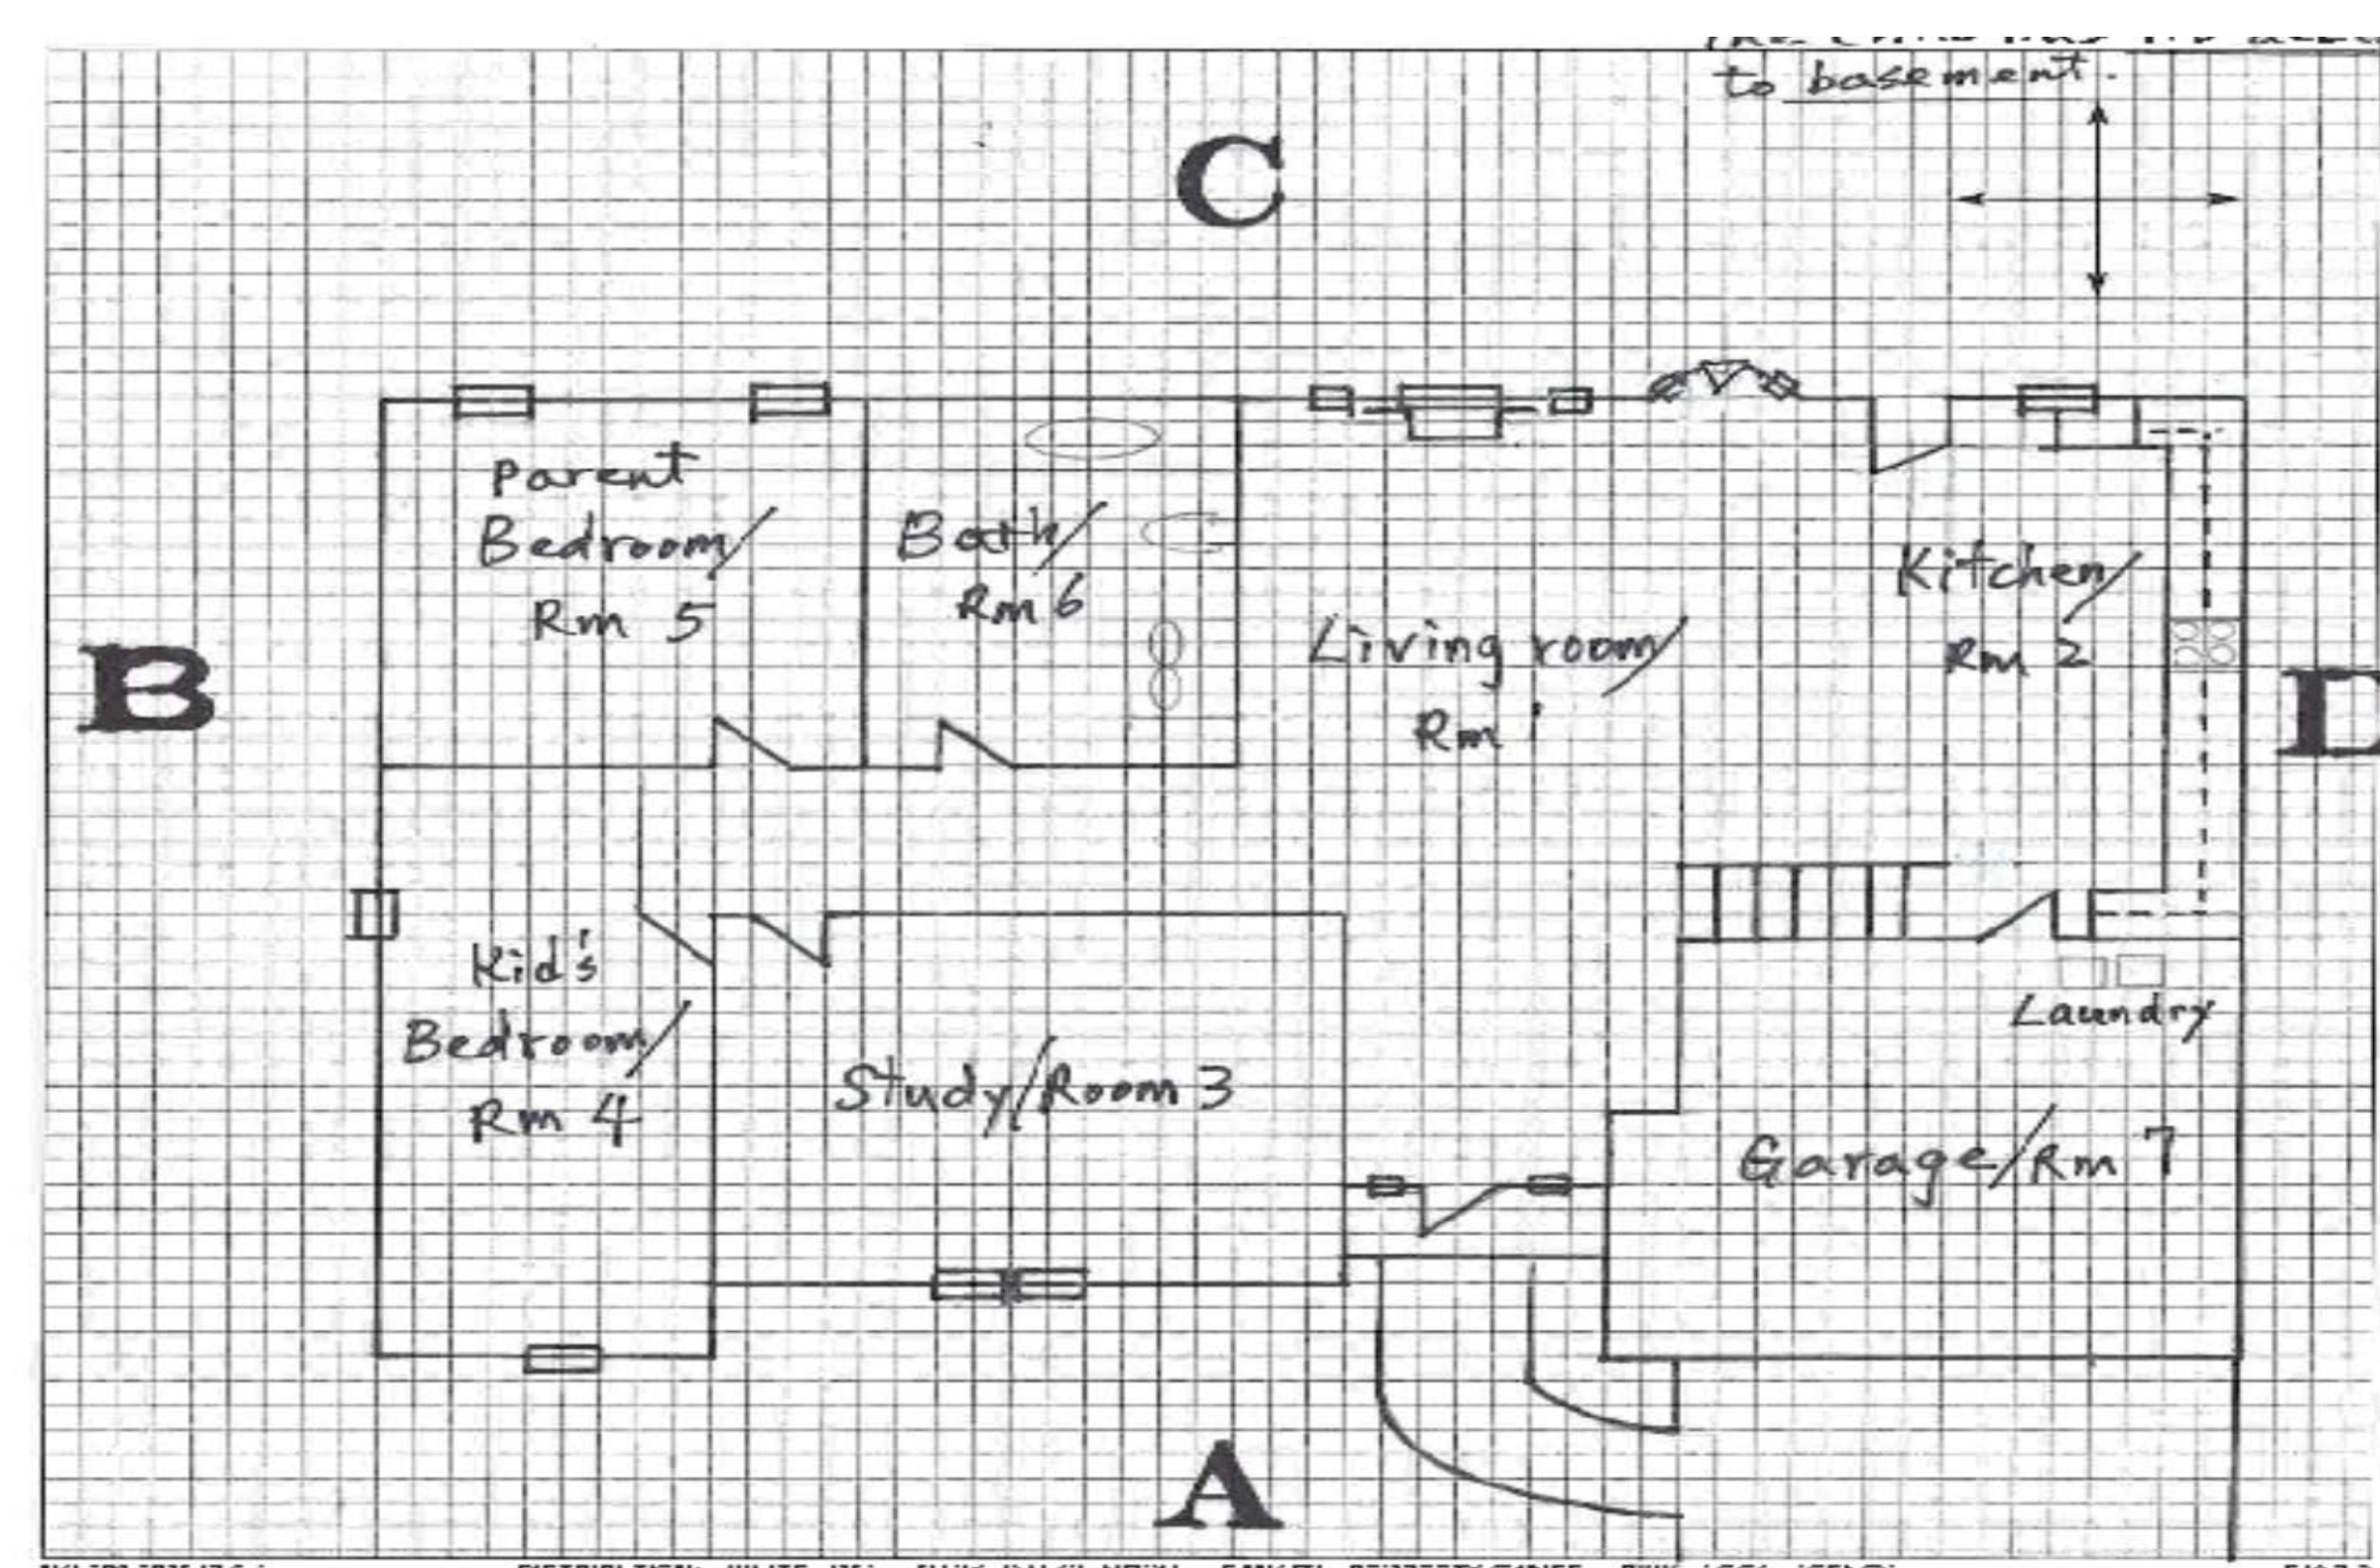 to basement.
C
Parent
Bedroom/
Rm 5
Bath/
Rm 6
Living room/
Rm 1
Kitchen/
Rm 2
B
D
Kid's
Bedroom/
Rm 4
Study/Room 3
Laundry
Garage/Rm 7
A